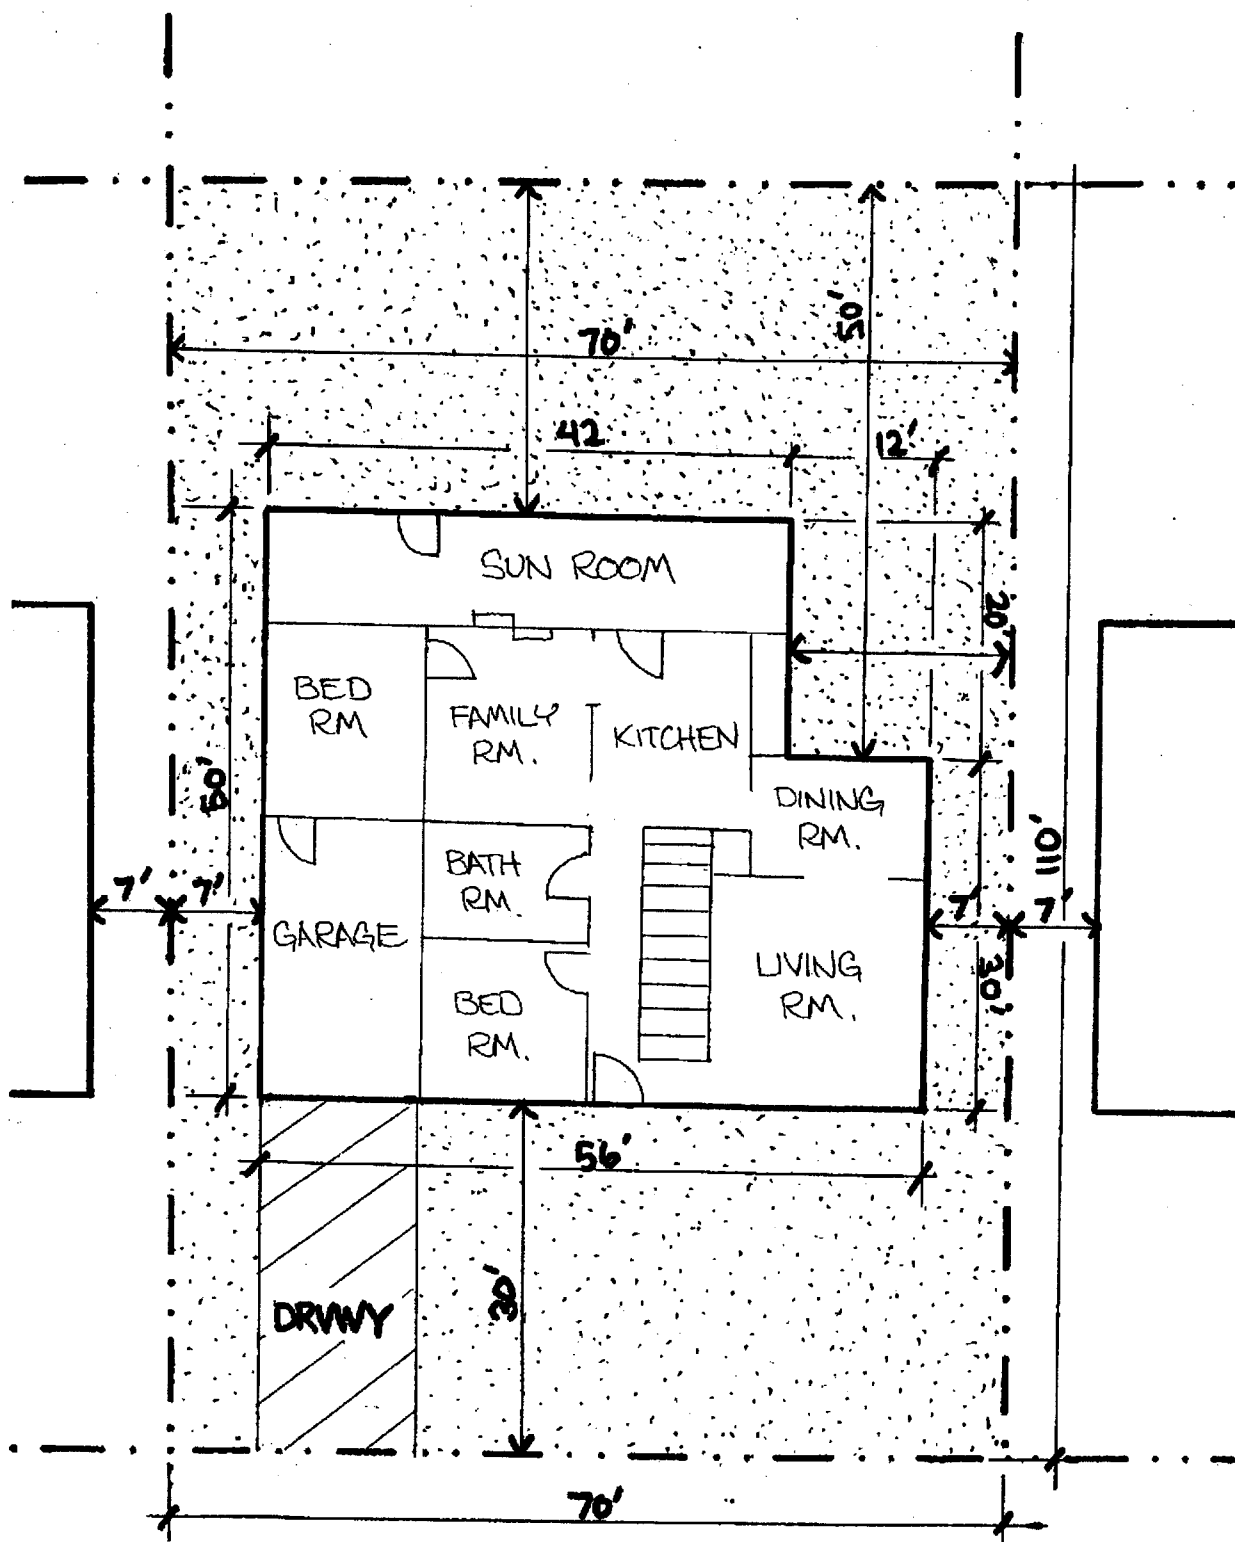 50'
70'
42
12'
SUN ROOM
20'
BED
RM
FAMILY
RM.
KITCHEN
DINING
RM.
BATH
RM.
110'
7'
7'
7'
7'
GARAGE
LIVING
RM.
30'
BED
RM.
56'
30'
DRVWY
70'